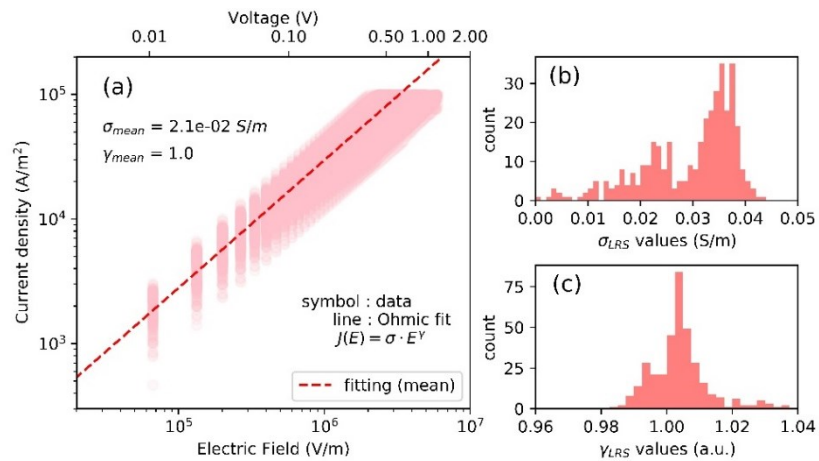 Voltage (V)
0.01 0.10 0.50 1.00 2.00
(a)
σmean = 2.1e-02 S/m
γmean = 1.0
symbol : data
line : Ohmic fit
J(E) = σ · E^γ
fitting (mean)
10^5
10^4
10^3
Current density (A/m²)
10^5 10^6 10^7
Electric Field (V/m)
(b)
30
20
10
0
count
0.00 0.01 0.02 0.03 0.04 0.05
σLRS values (S/m)
(c)
75
50
25
0
count
0.96 0.98 1.00 1.02 1.04
γLRS values (a.u.)